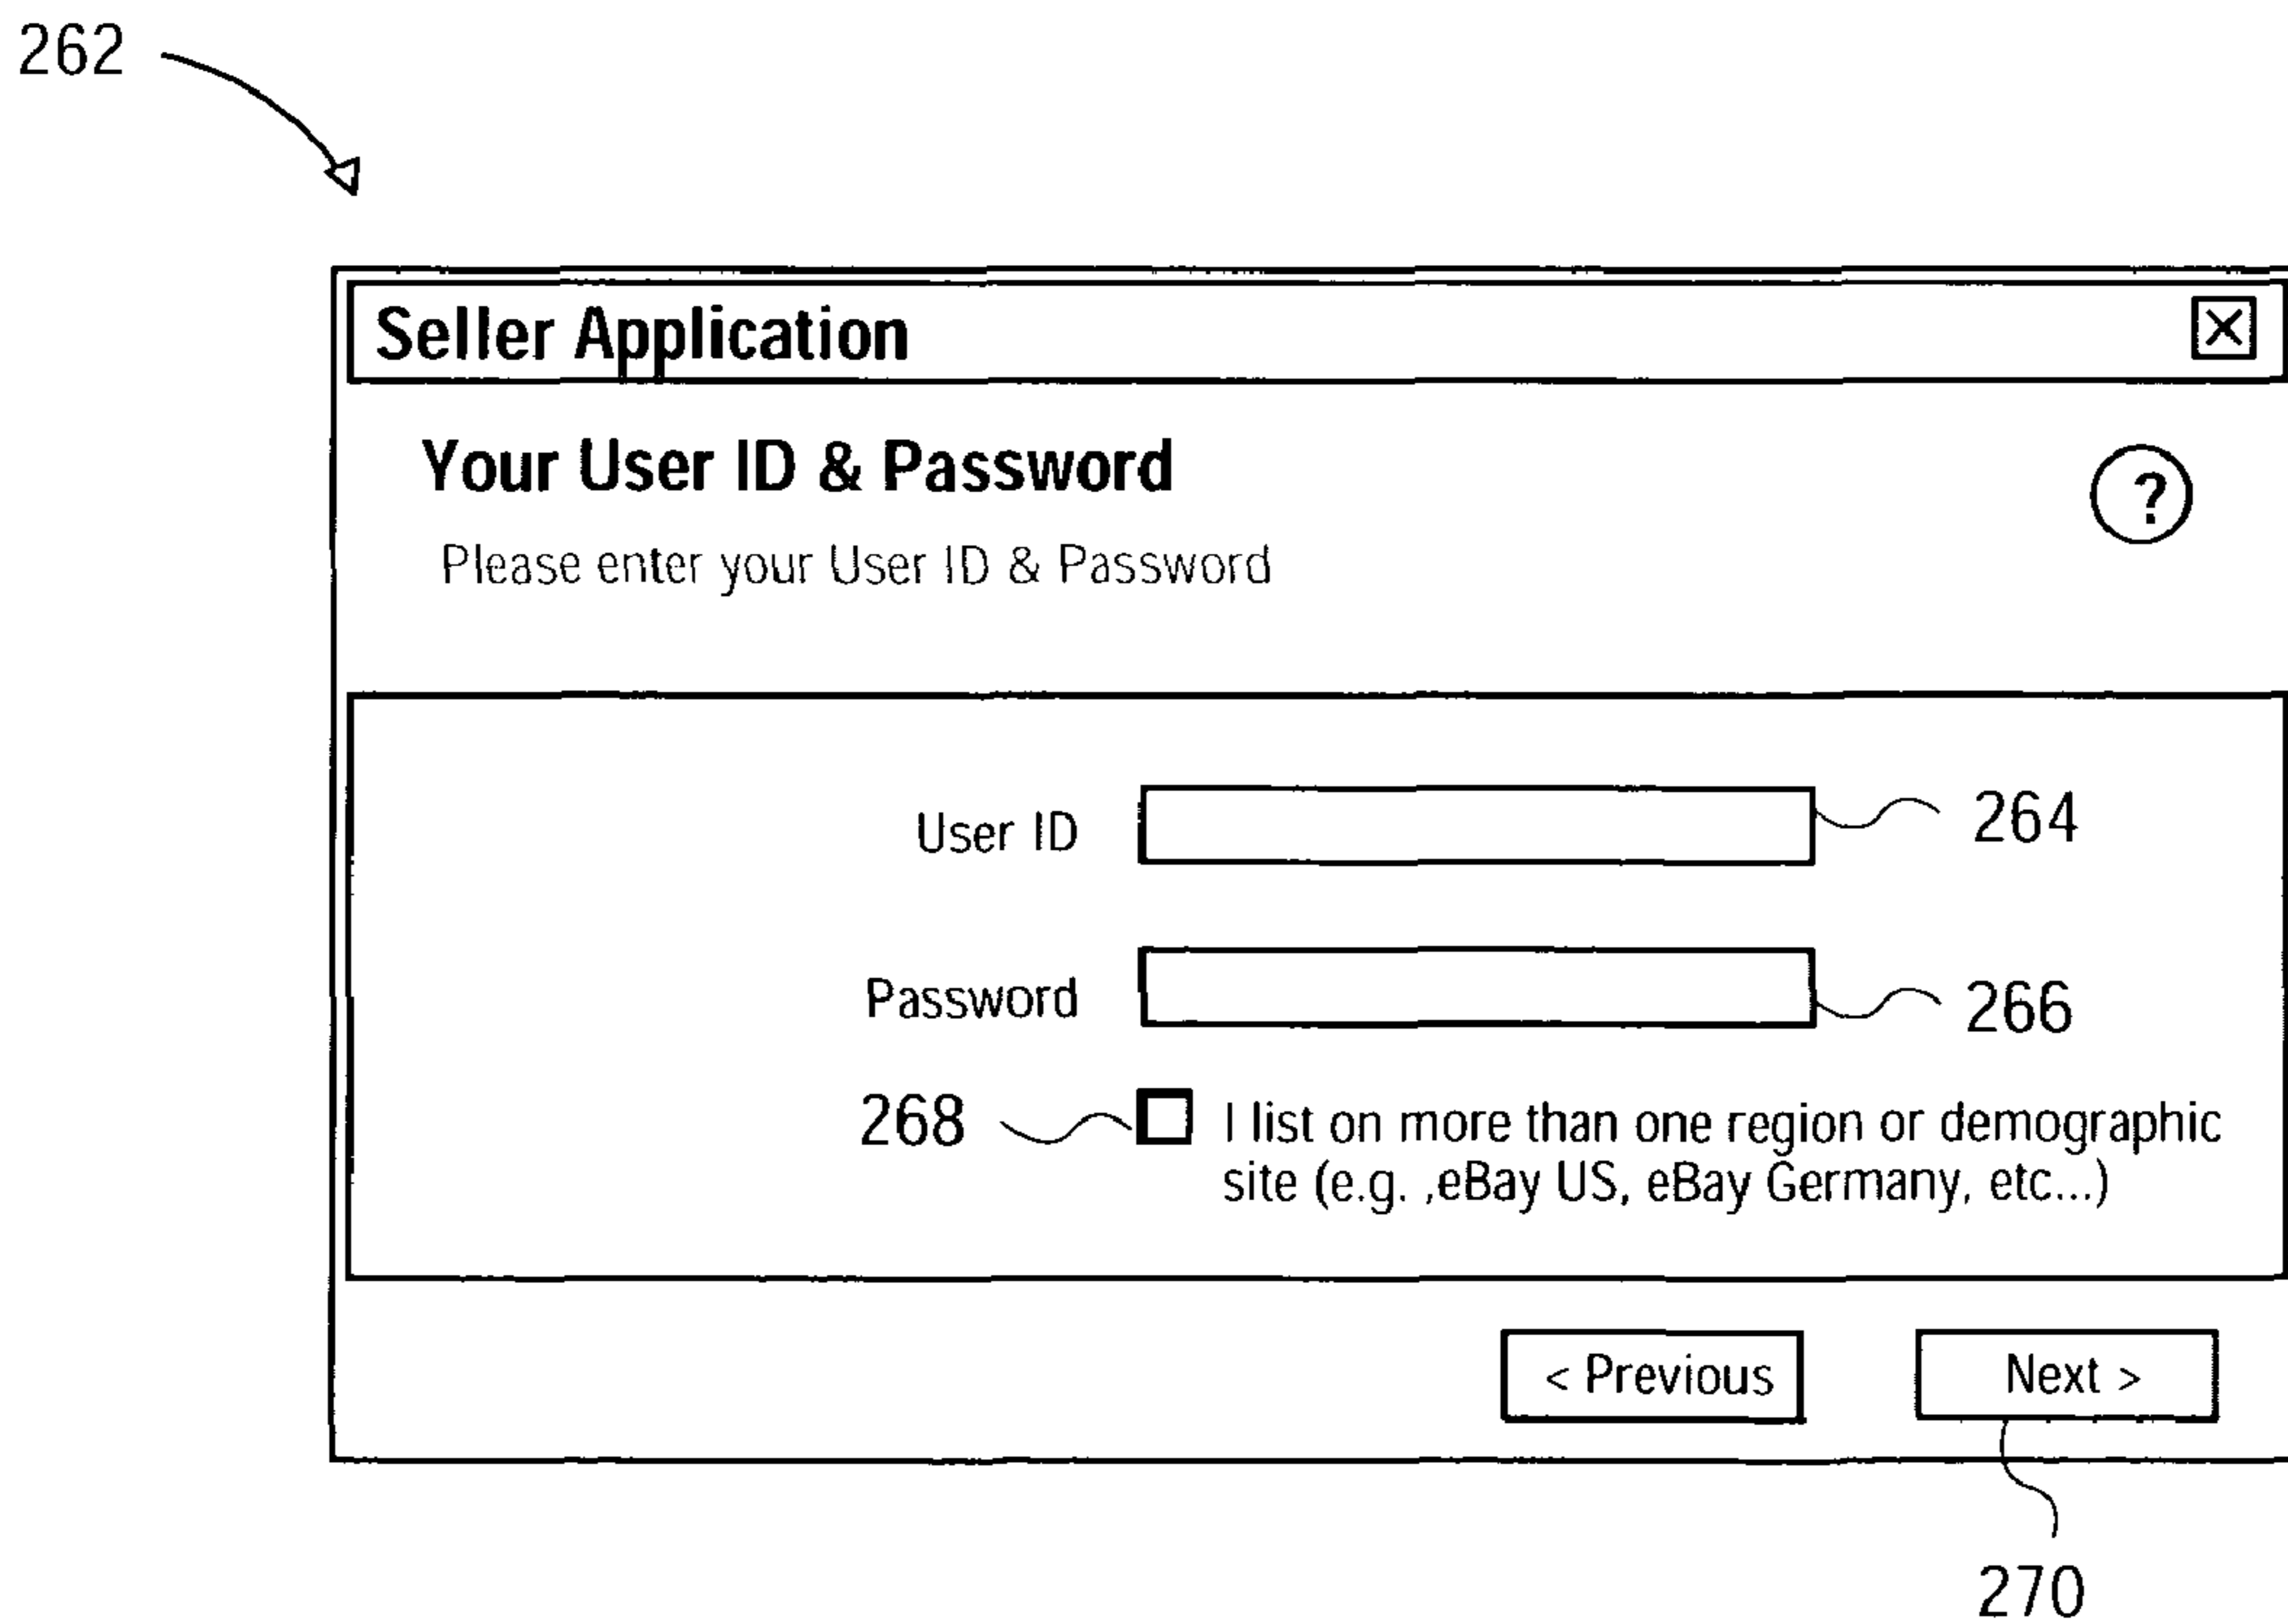 262
Seller Application
Your User ID & Password
?
Please enter your User ID & Password
User ID
264
Password
266
268
I list on more than one region or demographic
site (e.g. ,eBay US, eBay Germany, etc...)
< Previous
Next >
270